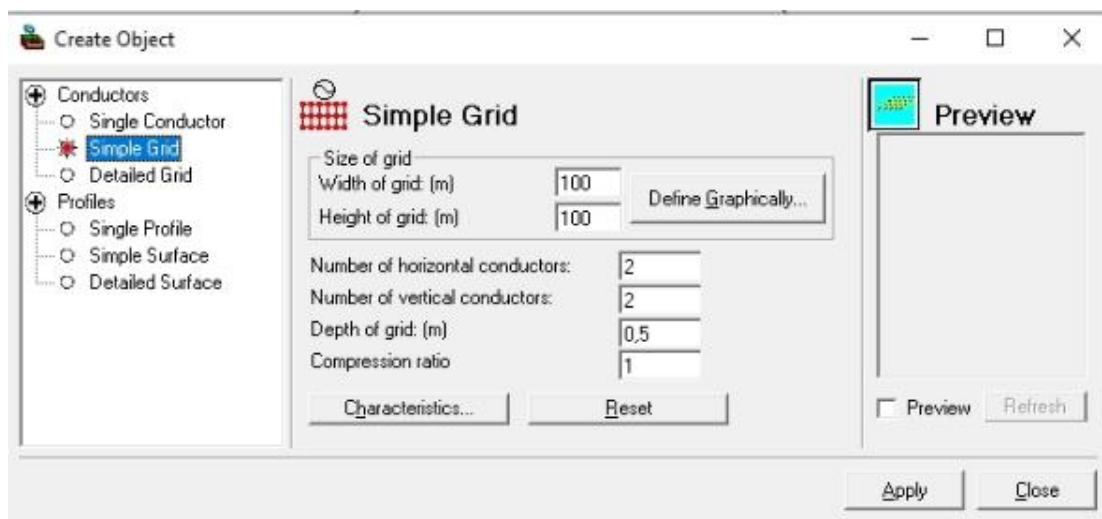 Create Object
Conductors
Single Conductor
Simple Grid
Detailed Grid
Profiles
Single Profile
Simple Surface
Detailed Surface
Simple Grid
Size of grid
Width of grid: (m) 100
Height of grid: (m) 100
Define Graphically...
Number of horizontal conductors: 2
Number of vertical conductors: 2
Depth of grid: (m) 0,5
Compression ratio 1
Characteristics... Reset
Preview
Preview Refresh
Apply Close